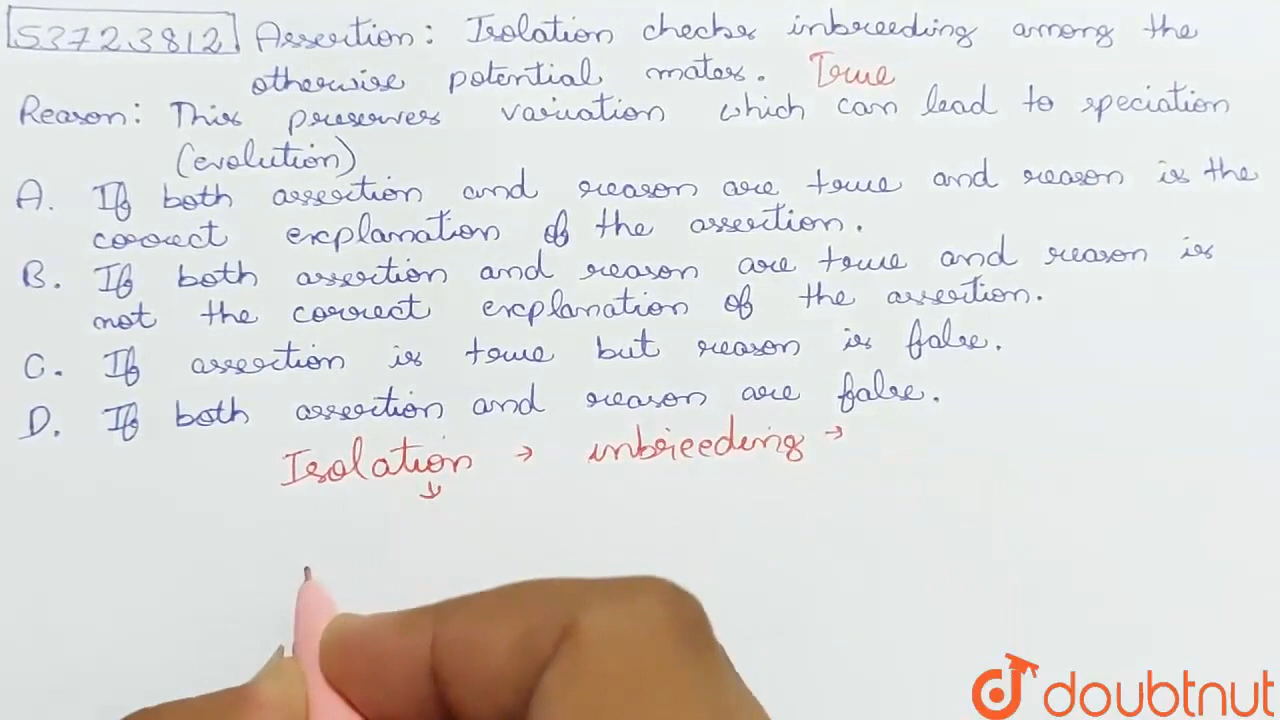 53723812 Assertion: Isolation checks inbreeding among the
otherwise potential mates. True
Reason: This preserves variation which can lead to speciation
(evolution)
A. If both assertion and reason are true and reason is the
correct explanation of the assertion.
B. If both assertion and reason are true and reason is
not the correct explanation of the assertion.
C. If assertion is true but reason is false.
D. If both assertion and reason are false.
Isolation → inbreeding →
↓
doubtnut